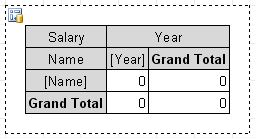 Salary Year
Name [Year] Grand Total
[Name] 0 0
Grand Total 0 0